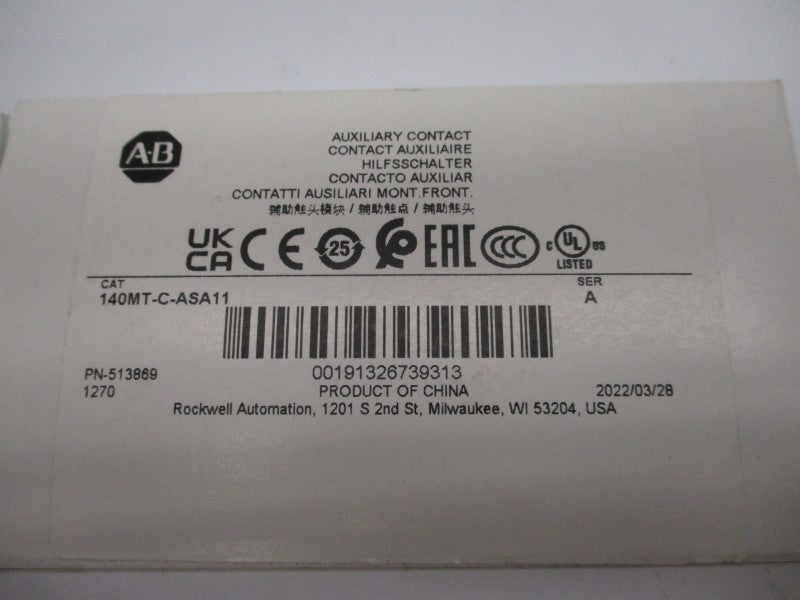 A-B
AUXILIARY CONTACT
CONTACT AUXILIAIRE
HILFSSCHALTER
CONTACTO AUXILIAR
CONTATTI AUSILIARI MONT.FRONT.
辅助触头模块 / 辅助触点 / 辅助触头
UK CA CE 25 EAC CCC c UL US LISTED
CAT SER
140MT-C-ASA11 A
00191326739313
PN-513869
1270 PRODUCT OF CHINA 2022/03/28
Rockwell Automation, 1201 S 2nd St, Milwaukee, WI 53204, USA